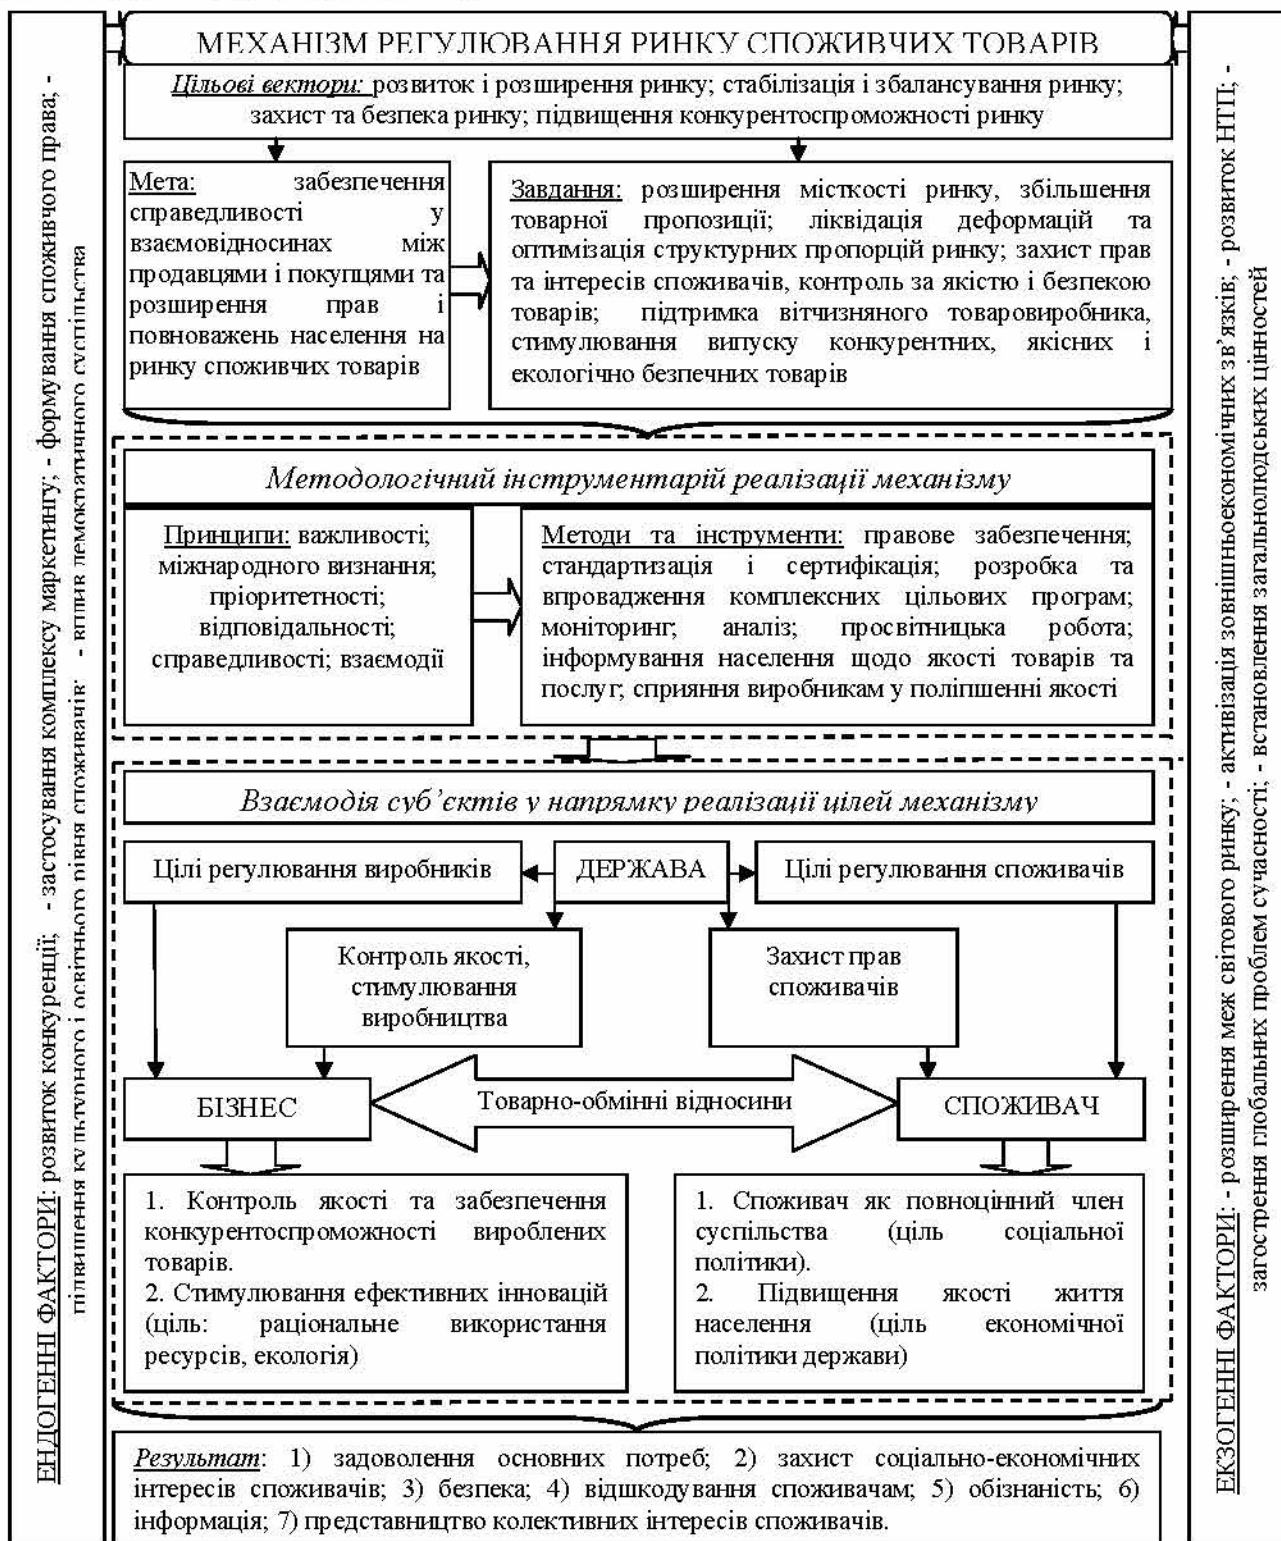 МЕХАНІЗМ РЕГУЛЮВАННЯ РИНКУ СПОЖИВЧИХ ТОВАРІВ
Цільові вектори: розвиток і розширення ринку; стабілізація і збалансування ринку;
захист та безпека ринку; підвищення конкурентоспроможності ринку
Мета: забезпечення
справедливості у
взаємовідносинах між
продавцями і покупцями та
розширення прав і
повноважень населення на
ринку споживчих товарів
Завдання: розширення місткості ринку, збільшення
товарної пропозиції; ліквідація деформацій та
оптимізація структурних пропорцій ринку; захист прав
та інтересів споживачів, контроль за якістю і безпекою
товарів; підтримка вітчизняного товаровиробника,
стимулювання випуску конкурентних, якісних і
екологічно безпечних товарів
Методологічний інструментарій реалізації механізму
Принципи: важливості;
міжнародного визнання;
пріоритетності;
відповідальності;
справедливості; взаємодії
Методи та інструменти: правове забезпечення;
стандартизація і сертифікація; розробка та
впровадження комплексних цільових програм;
моніторинг; аналіз; просвітницька робота;
інформування населення щодо якості товарів та
послуг; сприяння виробникам у поліпшенні якості
Взаємодія суб’єктів у напрямку реалізації цілей механізму
Цілі регулювання виробників
ДЕРЖАВА
Цілі регулювання споживачів
Контроль якості,
стимулювання
виробництва
Захист прав
споживачів
БІЗНЕС
Товарно-обмінні відносини
СПОЖИВАЧ
1. Контроль якості та забезпечення
конкурентоспроможності вироблених
товарів.
2. Стимулювання ефективних інновацій
(ціль: раціональне використання
ресурсів, екологія)
1. Споживач як повноцінний член
суспільства (ціль соціальної
політики).
2. Підвищення якості життя
населення (ціль економічної
політики держави)
Результат: 1) задоволення основних потреб; 2) захист соціально-економічних
інтересів споживачів; 3) безпека; 4) відшкодування споживачам; 5) обізнаність; 6)
інформація; 7) представництво колективних інтересів споживачів.
ЕНДОГЕННІ ФАКТОРИ: розвиток конкуренції; - застосування комплексу маркетингу; - формування споживчого права; -
підвищення культурного і освітнього рівня споживачів; - вплив демократичного суспільства
ЕКЗОГЕННІ ФАКТОРИ: - розширення меж світового ринку; - активізація зовнішньоекономічних зв’язків; - розвиток НТП; -
загострення глобальних проблем сучасності; - встановлення загальнолюдських цінностей